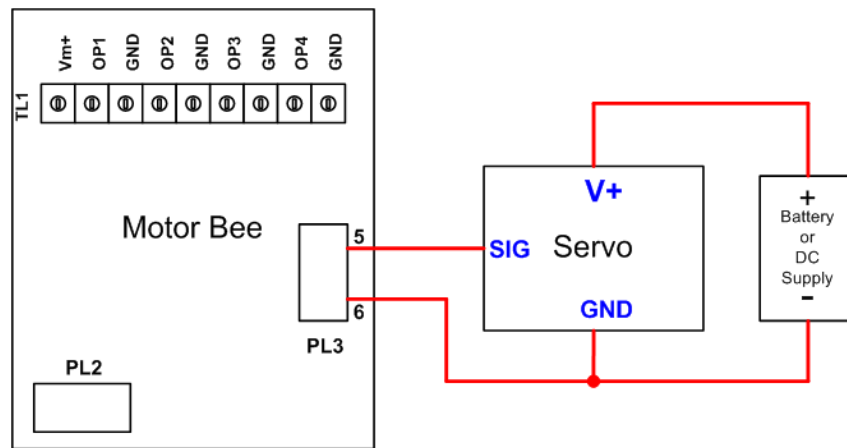 Vm+ OP1 GND OP2 GND OP3 GND OP4 GND
TL1
Motor Bee
5
6
PL3
PL2
V+
SIG Servo
GND
+
Battery
or
DC
Supply
-